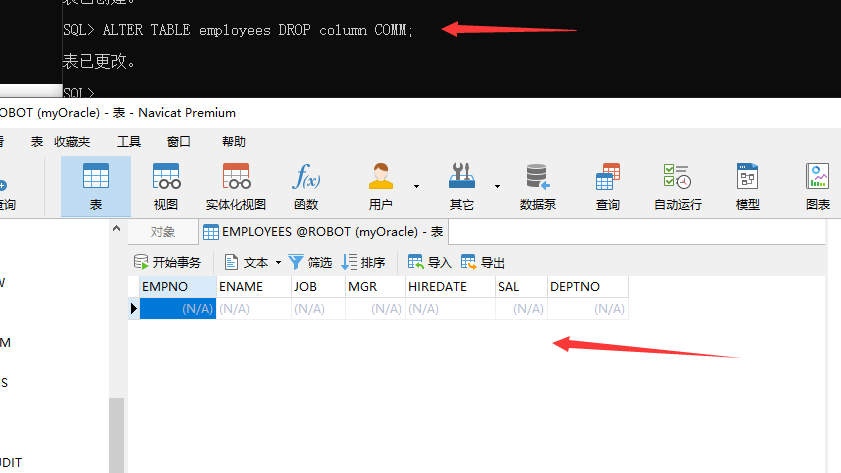 表已创建。
SQL> ALTER TABLE employees DROP column COMM;
表已更改。
SQL>
OBOT (myOracle) - 表 - Navicat Premium
看 表 收藏夹 工具 窗口 帮助
查询 表 视图 实体化视图 f(x) 函数 用户 其它 数据泵 查询 自动运行 模型 图表
对象 EMPLOYEES @ROBOT (myOracle) - 表
开始事务 文本 筛选 排序 导入 导出
EMPNO ENAME JOB MGR HIREDATE SAL DEPTNO
(N/A) (N/A) (N/A) (N/A) (N/A) (N/A) (N/A)
M
S
UDIT